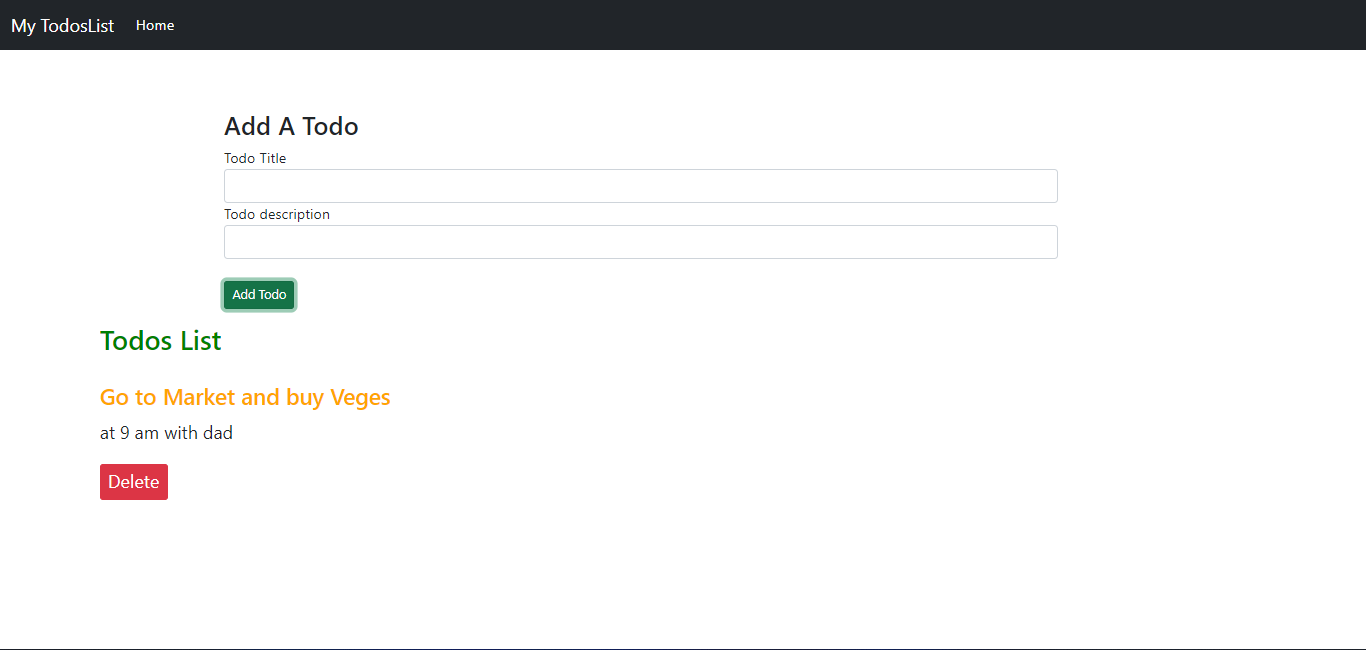 My TodosList Home
Add A Todo
Todo Title
Todo description
Add Todo
Todos List
Go to Market and buy Veges
at 9 am with dad
Delete